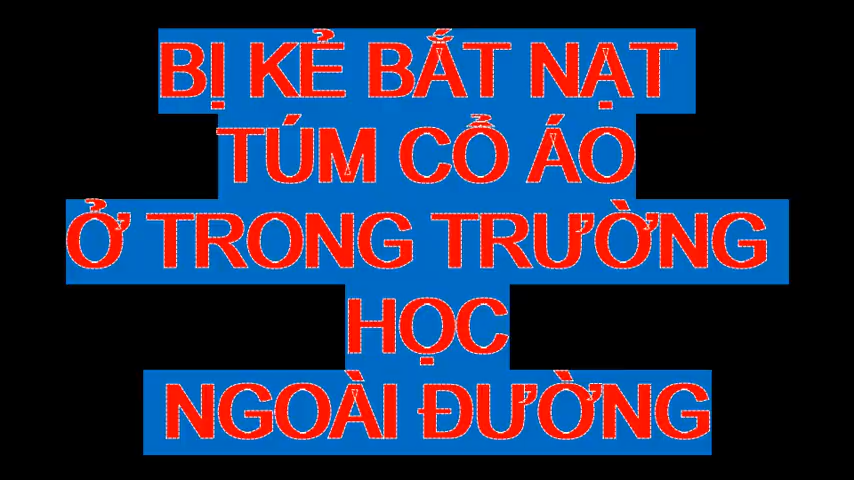 BỊ KẺ BẮT NẠT
TÚM CỔ ÁO
Ở TRONG TRƯỜNG
HỌC
NGOÀI ĐƯỜNG